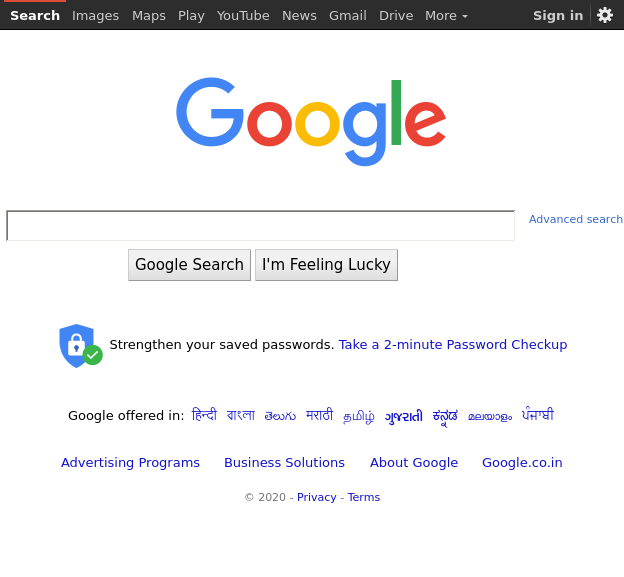 Search Images Maps Play YouTube News Gmail Drive More Sign in
Google
Advanced search
Google Search I'm Feeling Lucky
Strengthen your saved passwords. Take a 2-minute Password Checkup
Google offered in: हिन्दी বাংলা తెలుగు मराठी தமிழ் ગુજરાતી ಕನ್ನಡ മലയാളം ਪੰਜਾਬੀ
Advertising Programs Business Solutions About Google Google.co.in
© 2020 - Privacy - Terms